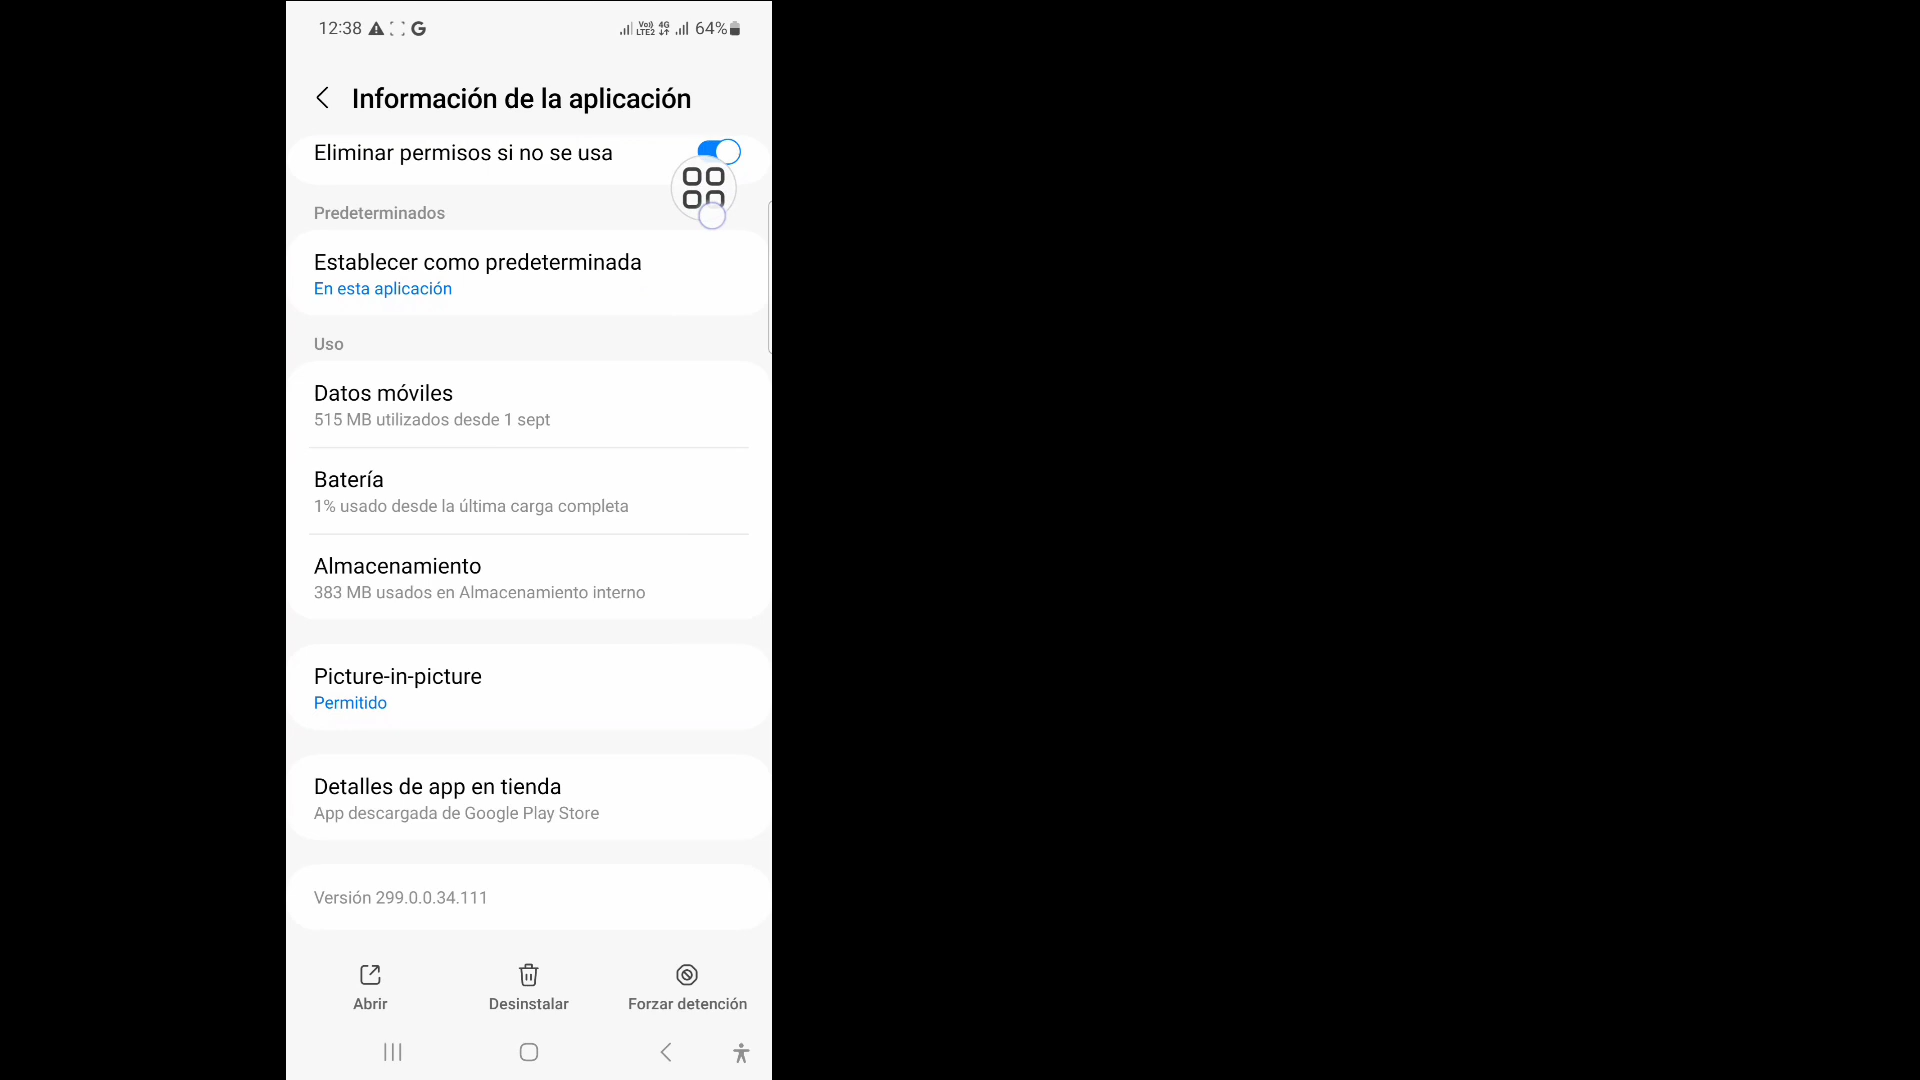 12:38 G Vo)) LTE2 4G 64%
Información de la aplicación
Eliminar permisos si no se usa
Predeterminados
Establecer como predeterminada
En esta aplicación
Uso
Datos móviles
515 MB utilizados desde 1 sept
Batería
1% usado desde la última carga completa
Almacenamiento
383 MB usados en Almacenamiento interno
Picture-in-picture
Permitido
Detalles de app en tienda
App descargada de Google Play Store
Versión 299.0.0.34.111
Abrir Desinstalar Forzar detención